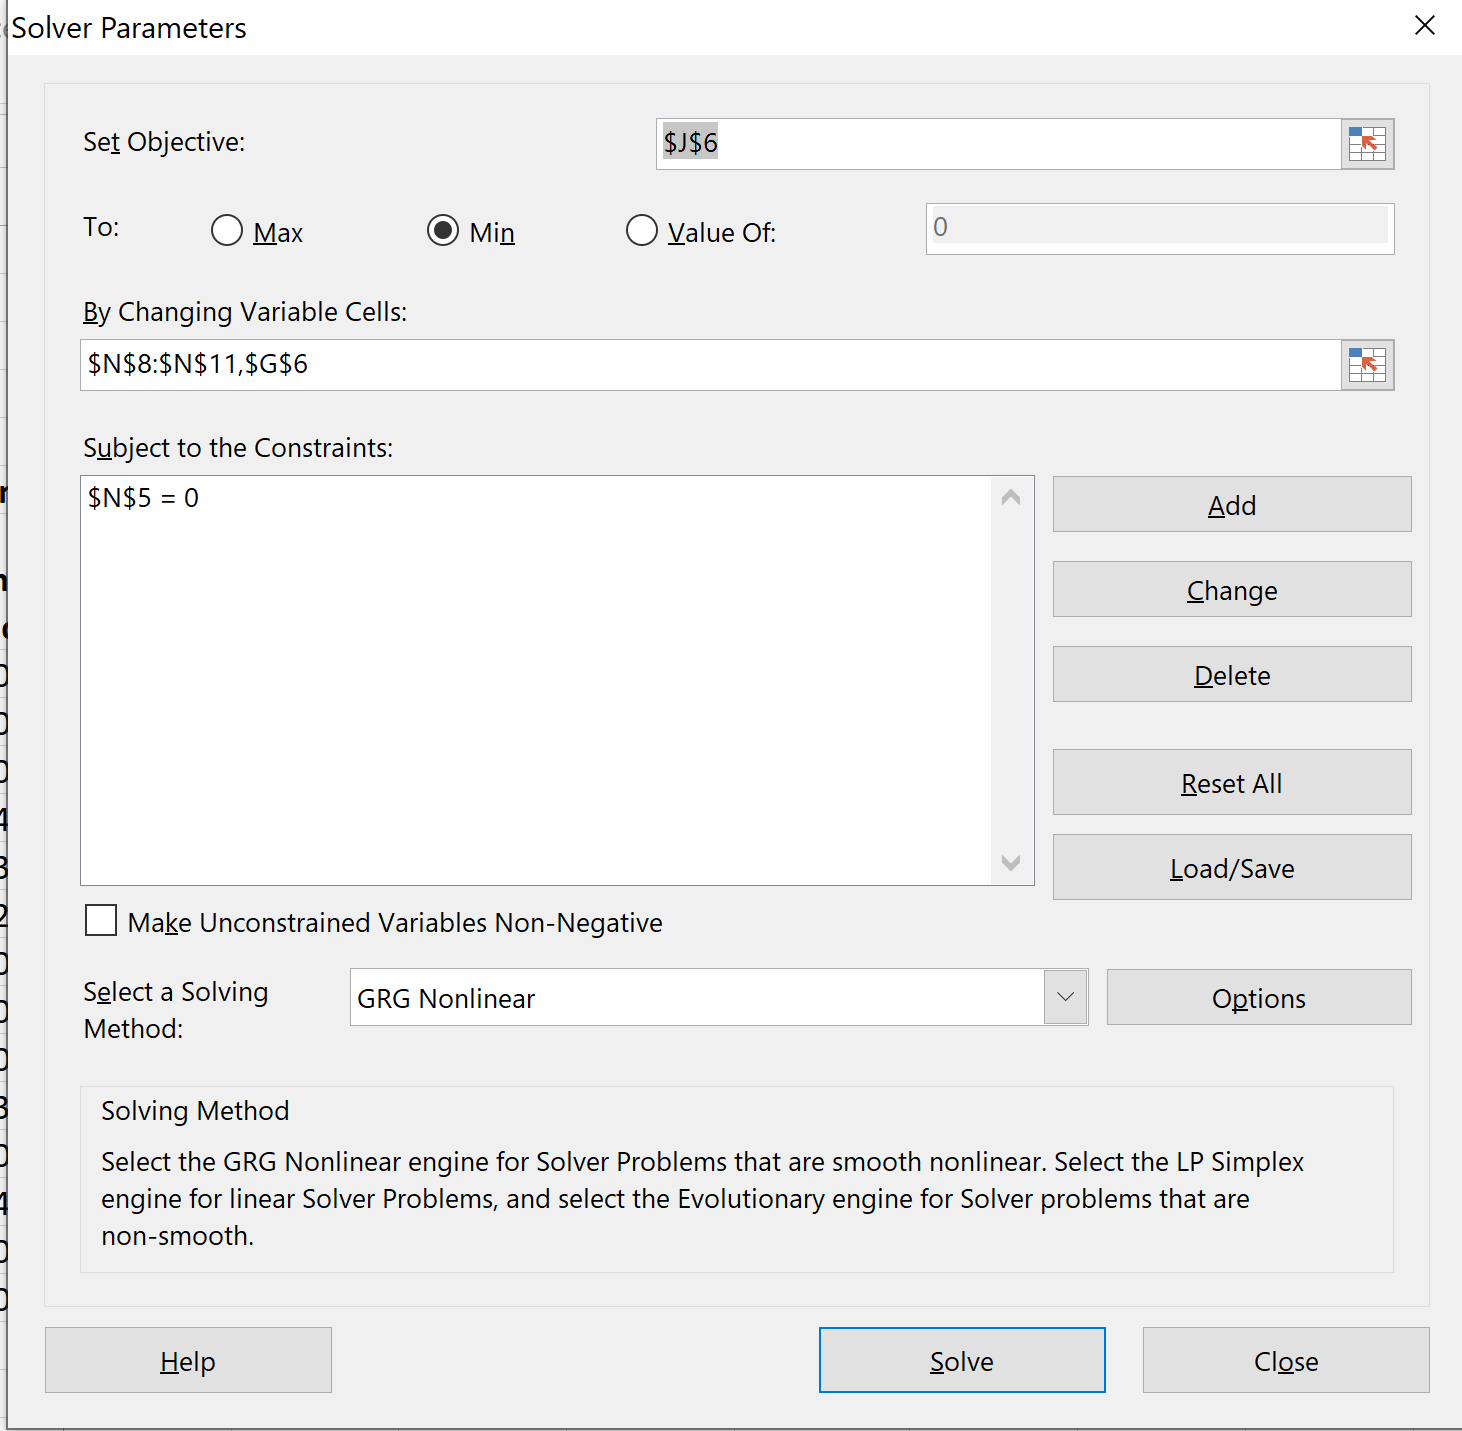 Solver Parameters
Set Objective:
$J$6
To:
Max
Min
Value Of:
0
By Changing Variable Cells:
$N$8:$N$11,$G$6
Subject to the Constraints:
$N$5 = 0
Add
Change
Delete
Reset All
Load/Save
Make Unconstrained Variables Non-Negative
Select a Solving
Method:
GRG Nonlinear
Options
Solving Method
Select the GRG Nonlinear engine for Solver Problems that are smooth nonlinear. Select the LP Simplex
engine for linear Solver Problems, and select the Evolutionary engine for Solver problems that are
non-smooth.
Help
Solve
Close